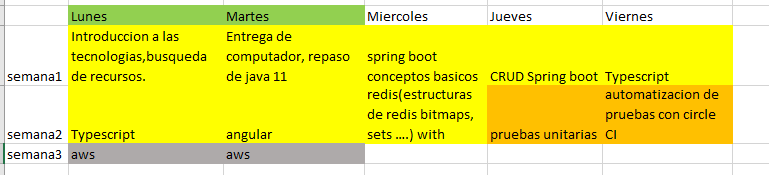 Lunes Martes Miercoles Jueves Viernes
semana1
Introduccion a las
tecnologias,busqueda
de recursos.
Entrega de
computador, repaso
de java 11
spring boot
conceptos basicos
CRUD Spring boot
Typescript
semana2
Typescript
angular
redis(estructuras
de redis bitmaps,
sets ....) with
pruebas unitarias
automatizacion de
pruebas con circle
CI
semana3
aws
aws